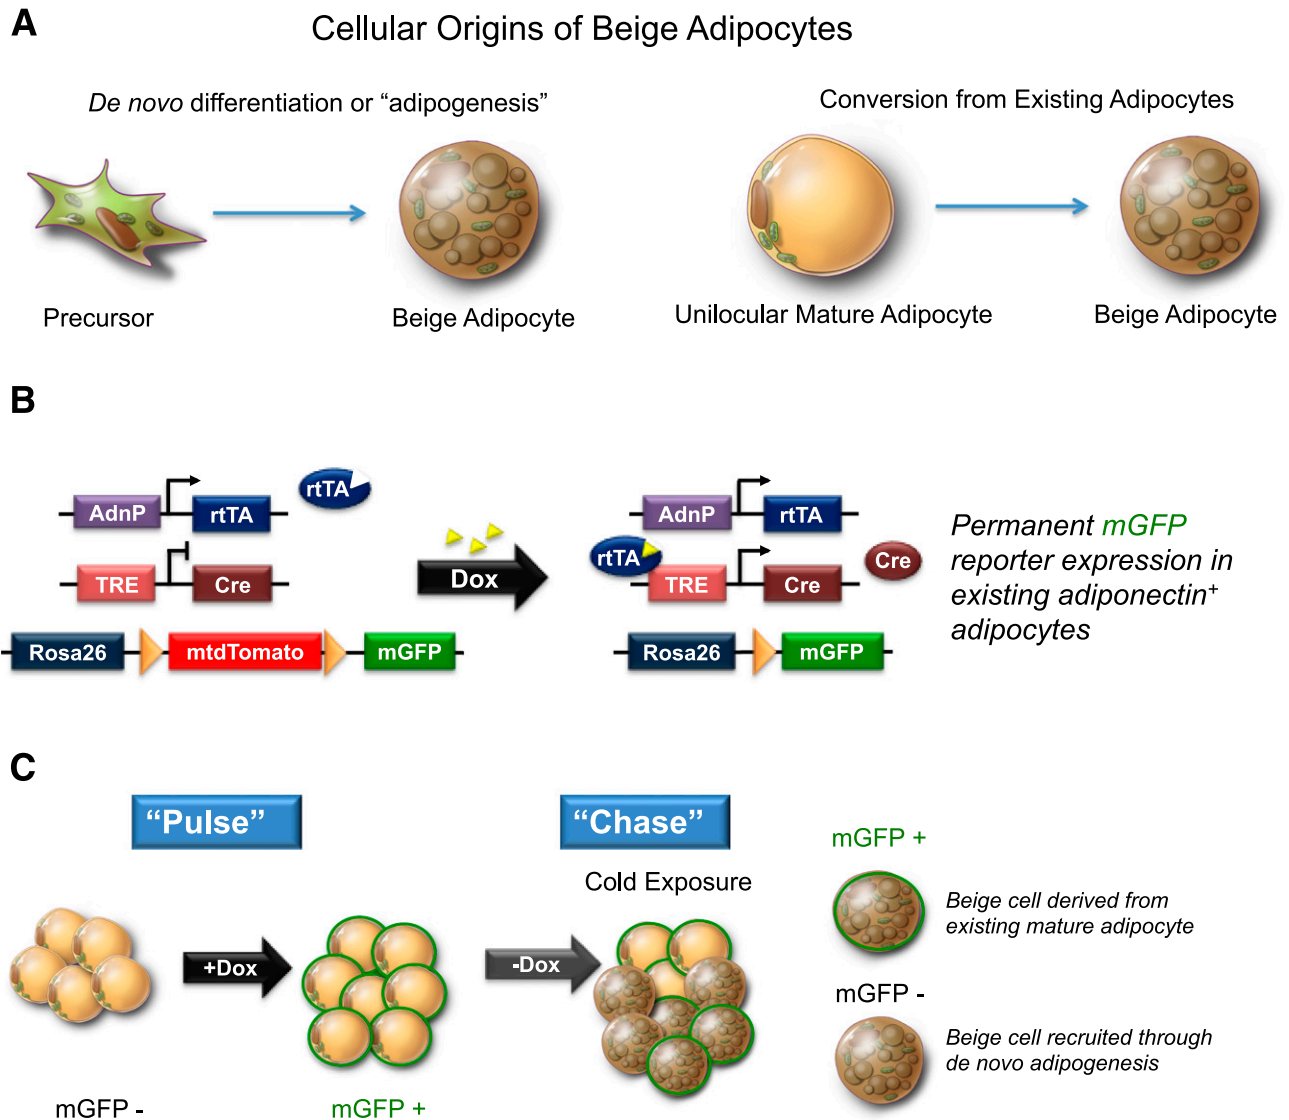 A
Cellular Origins of Beige Adipocytes
De novo differentiation or “adipogenesis”
Conversion from Existing Adipocytes
Precursor
Beige Adipocyte
Unilocular Mature Adipocyte
Beige Adipocyte
B
AdnP
rtTA
rtTA
TRE
Cre
Rosa26
mtdTomato
mGFP
Dox
AdnP
rtTA
rtTA
TRE
Cre
Cre
Rosa26
mGFP
Permanent mGFP
reporter expression in
existing adiponectin⁺
adipocytes
C
“Pulse”
“Chase”
Cold Exposure
+Dox
-Dox
mGFP -
mGFP +
mGFP +
Beige cell derived from
existing mature adipocyte
mGFP -
Beige cell recruited through
de novo adipogenesis